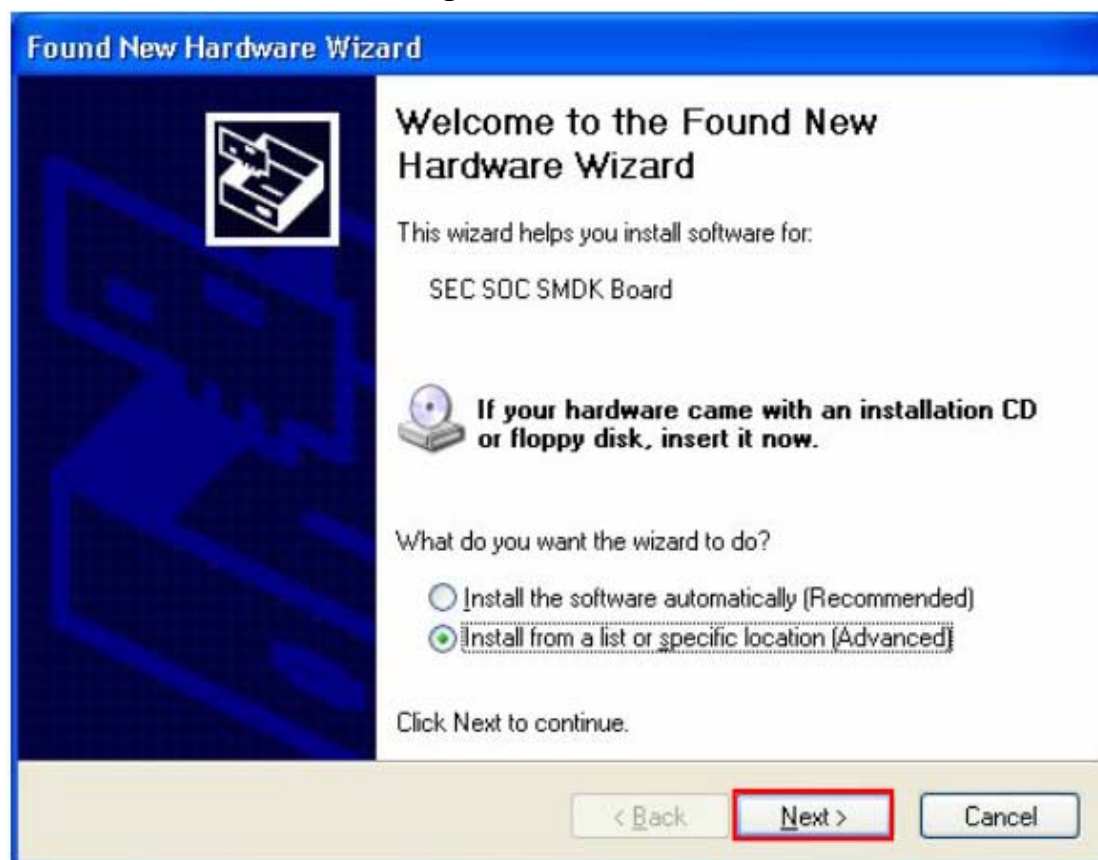 Found New Hardware Wizard
Welcome to the Found New
Hardware Wizard
This wizard helps you install software for:
SEC SOC SMDK Board
If your hardware came with an installation CD
or floppy disk, insert it now.
What do you want the wizard to do?
Install the software automatically (Recommended)
Install from a list or specific location (Advanced)
Click Next to continue.
< Back Next > Cancel